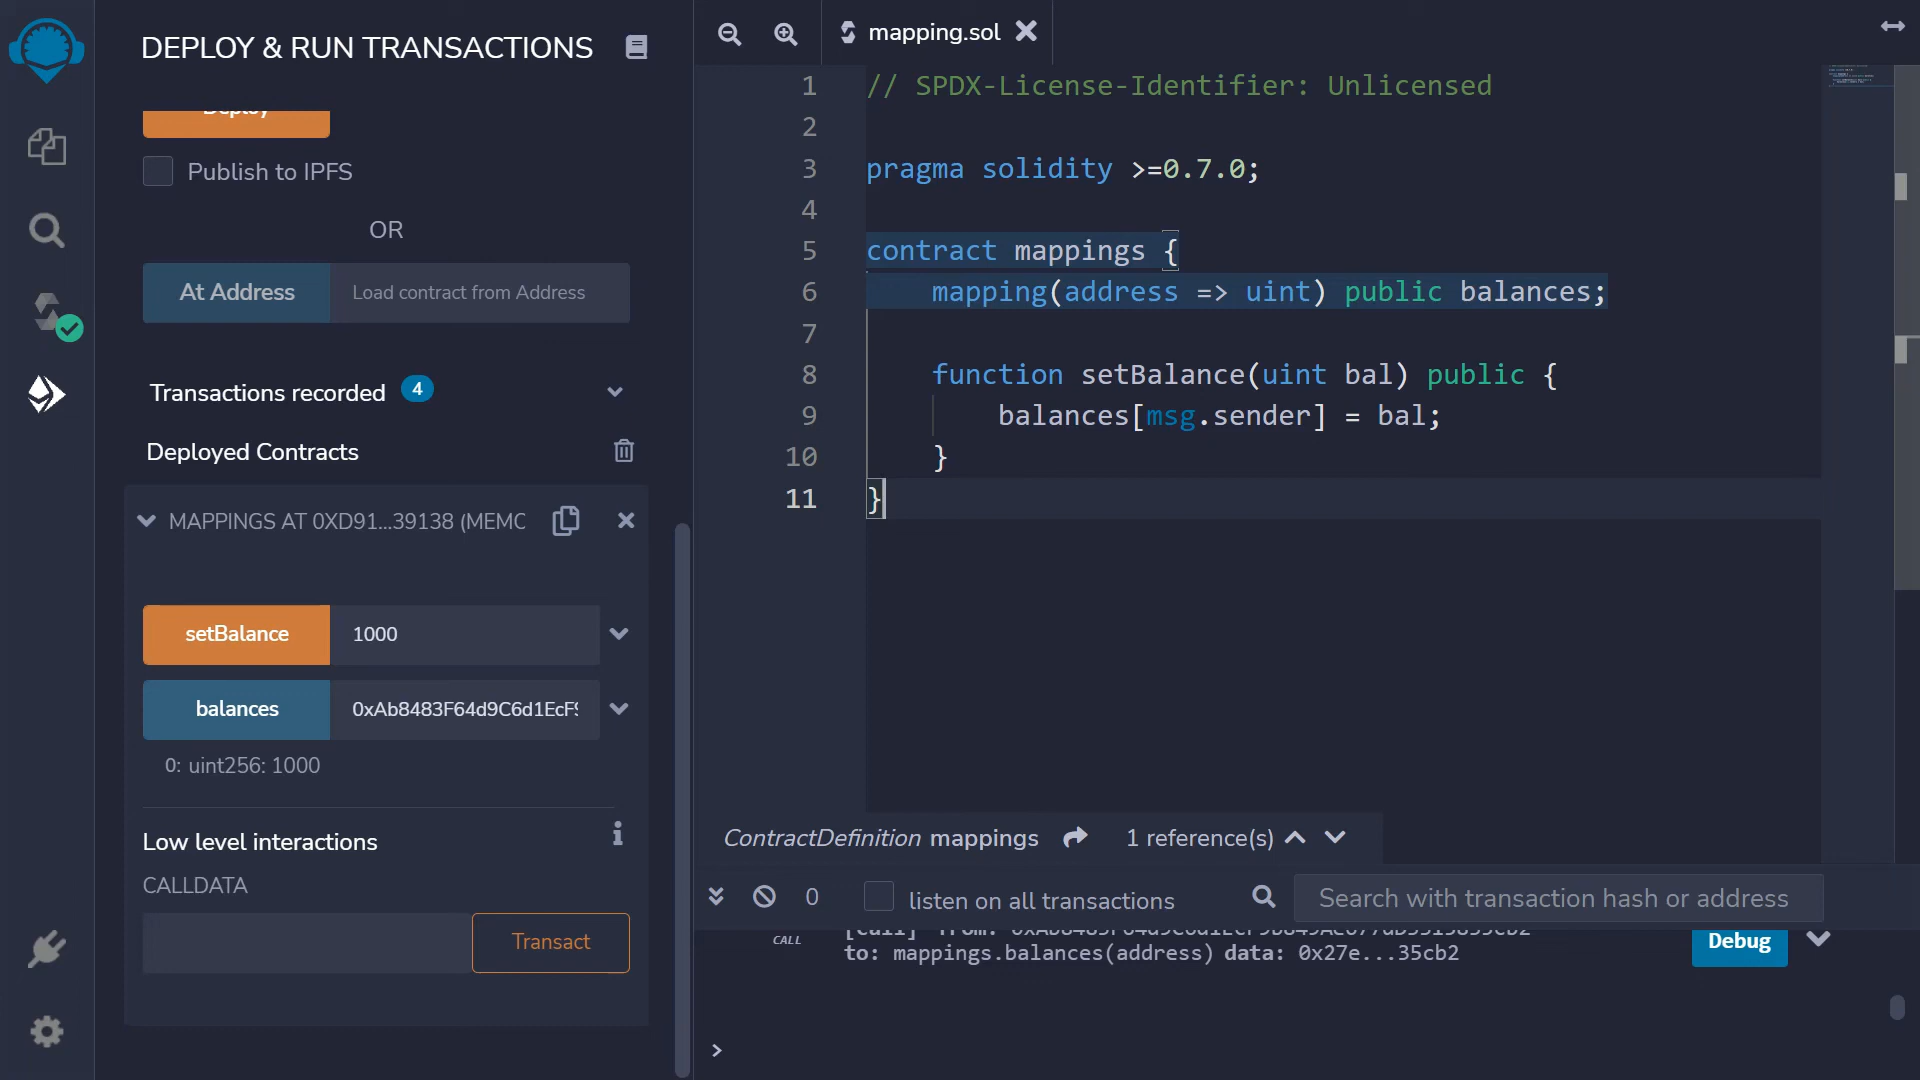 DEPLOY & RUN TRANSACTIONS
Deploy
Publish to IPFS
OR
At Address
Load contract from Address
Transactions recorded 4
Deployed Contracts
MAPPINGS AT 0XD91...39138 (MEMO
setBalance
1000
balances
0xAb8483F64d9C6d1EcF9
0: uint256: 1000
Low level interactions
CALLDATA
Transact
mapping.sol
1 // SPDX-License-Identifier: Unlicensed
2
3 pragma solidity >=0.7.0;
4
5 contract mappings {
6 mapping(address => uint) public balances;
7
8 function setBalance(uint bal) public {
9 balances[msg.sender] = bal;
10 }
11 }
ContractDefinition mappings 1 reference(s)
0 listen on all transactions
Search with transaction hash or address
CALL
[call] from:
to: mappings.balances(address) data: 0x27e...35cb2
Debug
>